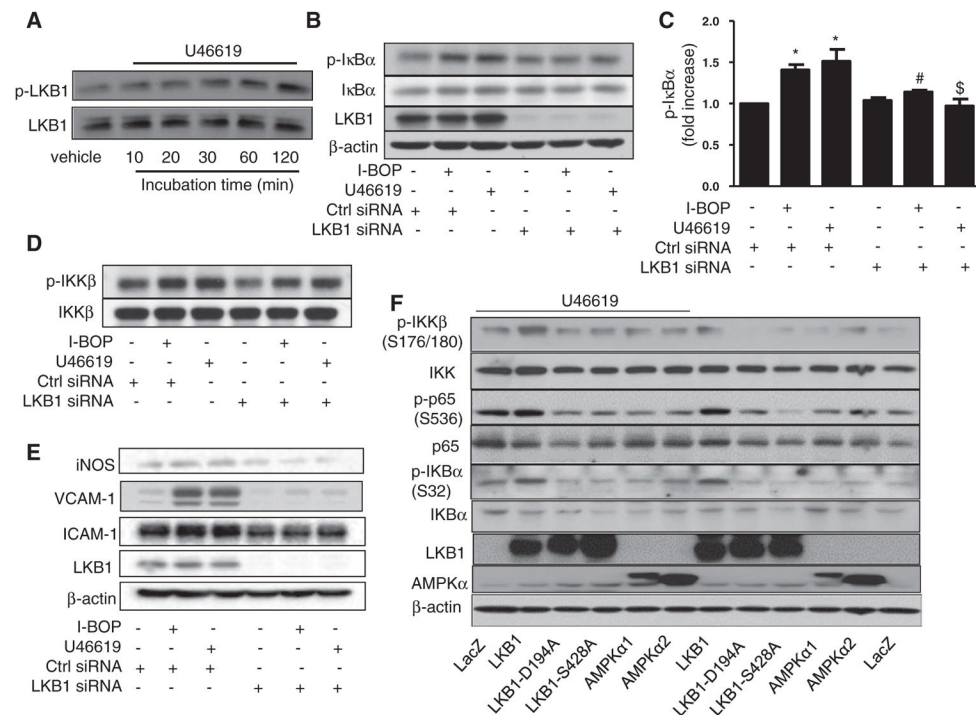 A
U46619
p-LKB1
LKB1
vehicle 10 20 30 60 120
Incubation time (min)
B
p-IκBα
IκBα
LKB1
β-actin
I-BOP - + - - + -
U46619 - - + - - +
Ctrl siRNA + + + - - -
LKB1 siRNA - - - + + +
C
p-IκBα
(fold increase)
2.0
1.5
1.0
0.5
0.0
* * # $
I-BOP - + - - + -
U46619 - - + - - +
Ctrl siRNA + + + - - -
LKB1 siRNA - - - + + +
D
p-IKKβ
IKKβ
I-BOP - + - - + -
U46619 - - + - - +
Ctrl siRNA + + - - - -
LKB1 siRNA - - - + + +
E
iNOS
VCAM-1
ICAM-1
LKB1
β-actin
I-BOP - + - - + -
U46619 - - + - - +
Ctrl siRNA + + + - - -
LKB1 siRNA - - - + + +
F
U46619
p-IKKβ
(S176/180)
IKK
p-p65
(S536)
p65
p-IKBα
(S32)
IKBα
LKB1
AMPKα
β-actin
LacZ LKB1 LKB1-D194A LKB1-S428A AMPKα1 AMPKα2 LKB1 LKB1-D194A LKB1-S428A AMPKα1 AMPKα2 LacZ